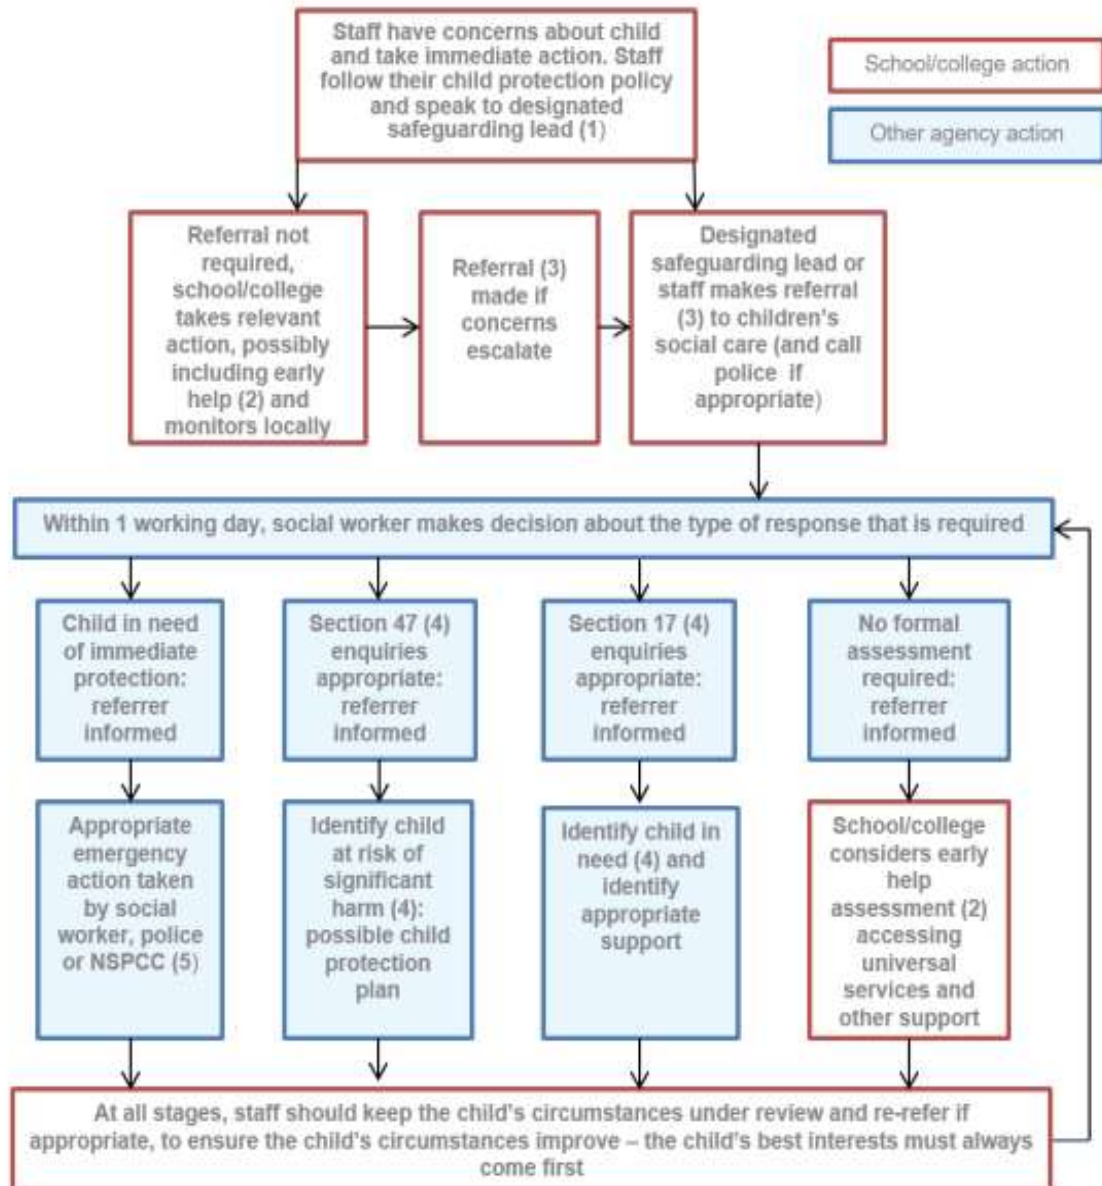 Staff have concerns about child
and take immediate action. Staff
follow their child protection policy
and speak to designated
safeguarding lead (1)
School/college action
Other agency action
Referral not
required,
school/college
takes relevant
action, possibly
including early
help (2) and
monitors locally
Referral (3)
made if
concerns
escalate
Designated
safeguarding lead or
staff makes referral
(3) to children's
social care (and call
police if
appropriate)
Within 1 working day, social worker makes decision about the type of response that is required
Child in need
of immediate
protection:
referrer
informed
Section 47 (4)
enquiries
appropriate:
referrer
informed
Section 17 (4)
enquiries
appropriate:
referrer
informed
No formal
assessment
required:
referrer
informed
Appropriate
emergency
action taken
by social
worker, police
or NSPCC (5)
Identify child
at risk of
significant
harm (4):
possible child
protection
plan
Identify child in
need (4) and
identify
appropriate
support
School/college
considers early
help
assessment (2)
accessing
universal
services and
other support
At all stages, staff should keep the child's circumstances under review and re-refer if
appropriate, to ensure the child's circumstances improve – the child's best interests must always
come first